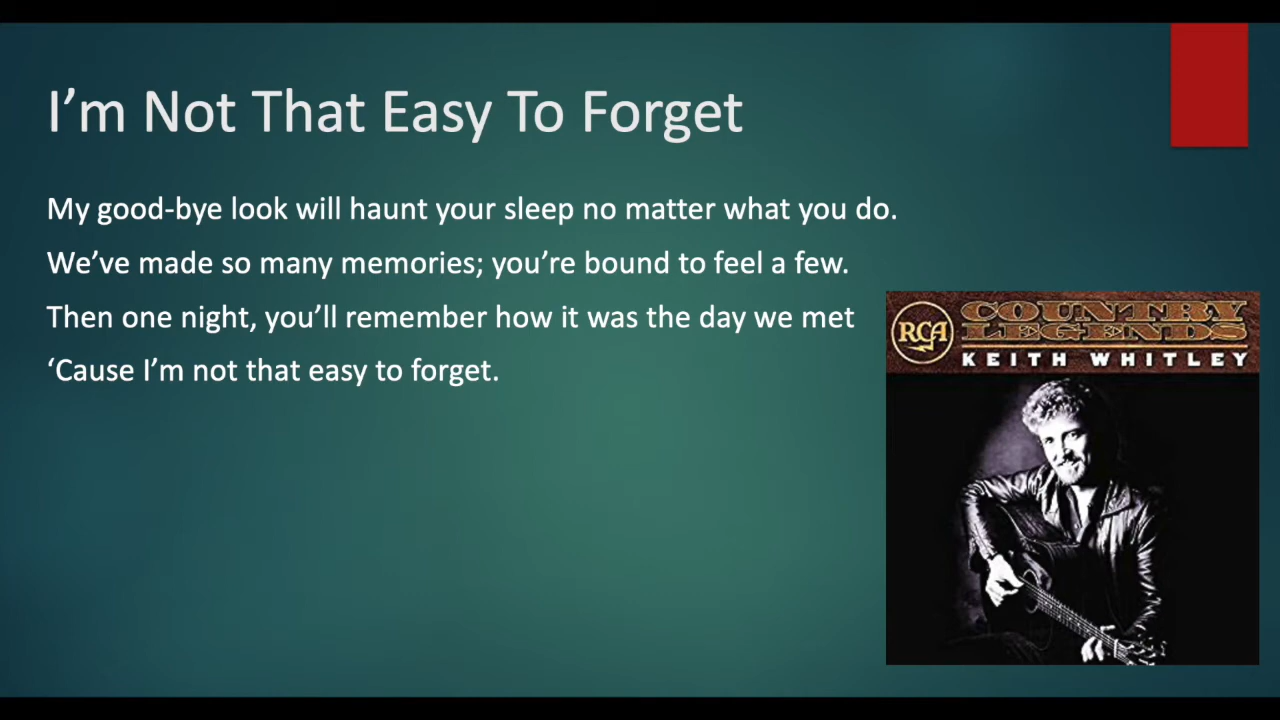 I’m Not That Easy To Forget
My good-bye look will haunt your sleep no matter what you do.
We’ve made so many memories; you’re bound to feel a few.
Then one night, you’ll remember how it was the day we met
‘Cause I’m not that easy to forget.
RCA
COUNTRY
LEGENDS
KEITH WHITLEY